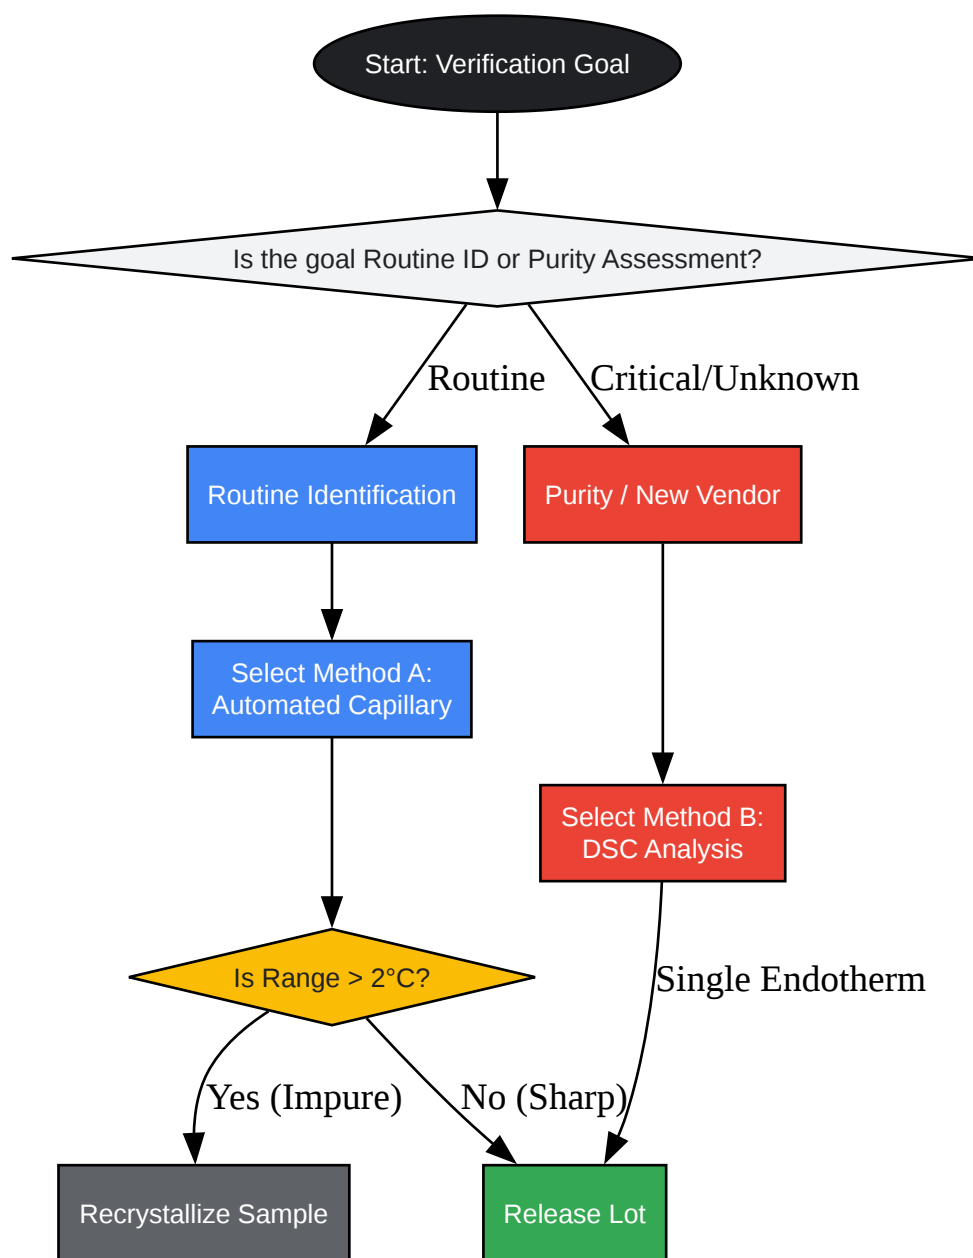 Start: Verification Goal
Is the goal Routine ID or Purity Assessment?
Routine
Critical/Unknown
Routine Identification
Purity / New Vendor
Select Method A:
Automated Capillary
Select Method B:
DSC Analysis
Is Range > 2°C?
Single Endotherm
Yes (Impure)
No (Sharp)
Recrystallize Sample
Release Lot